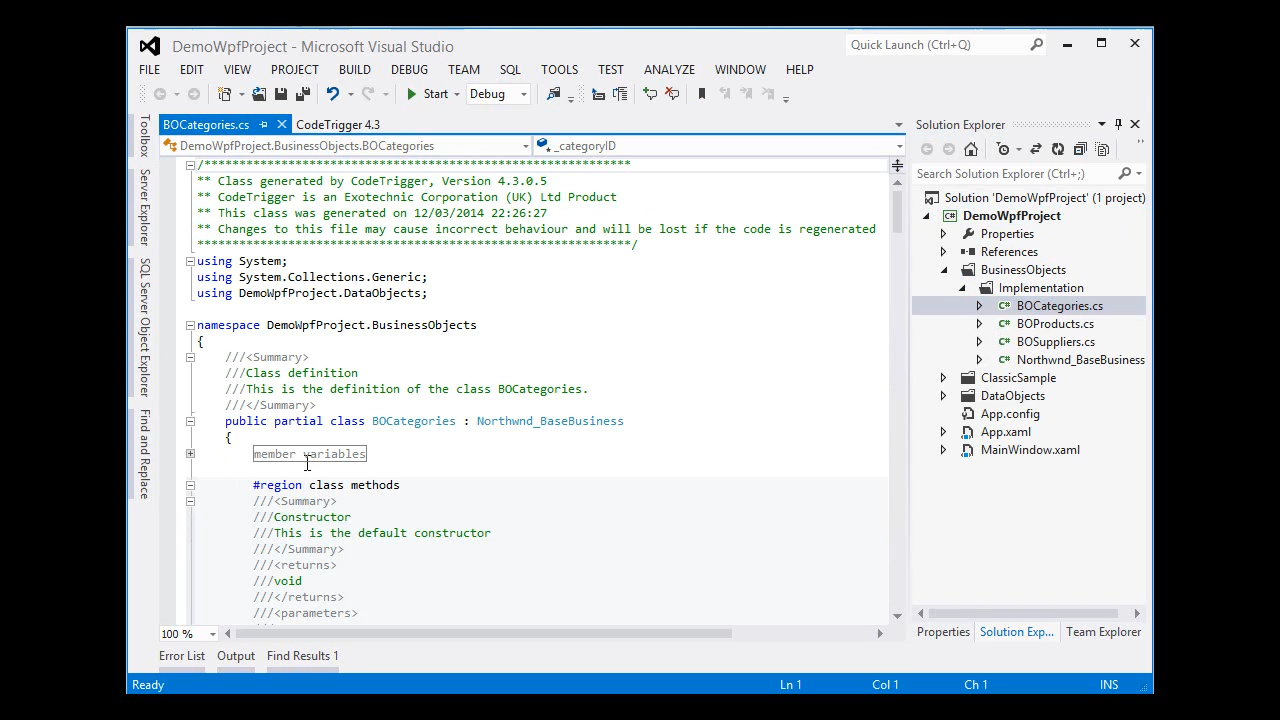 DemoWpfProject - Microsoft Visual Studio
Quick Launch (Ctrl+Q)
FILE EDIT VIEW PROJECT BUILD DEBUG TEAM SQL TOOLS TEST ANALYZE WINDOW HELP
Start Debug
BOCategories.cs CodeTrigger 4.3
DemoWpfProject.BusinessObjects.BOCategories _categoryID
/*************************************************************
** Class generated by CodeTrigger, Version 4.3.0.5
** CodeTrigger is an Exotechnic Corporation (UK) Ltd Product
** This class was generated on 12/03/2014 22:26:27
** Changes to this file may cause incorrect behaviour and will be lost if the code is regenerated
**************************************************************/
using System;
using System.Collections.Generic;
using DemoWpfProject.DataObjects;
namespace DemoWpfProject.BusinessObjects
{
///<Summary>
///Class definition
///This is the definition of the class BOCategories.
///</Summary>
public partial class BOCategories : Northwnd_BaseBusiness
{
member variables
#region class methods
///<Summary>
///Constructor
///This is the default constructor
///</Summary>
///<returns>
///void
///</returns>
///<parameters>
100 %
Toolbox
Server Explorer
SQL Server Object Explorer
Find and Replace
Solution Explorer
Search Solution Explorer (Ctrl+;)
Solution 'DemoWpfProject' (1 project)
C# DemoWpfProject
Properties
References
BusinessObjects
Implementation
C# BOCategories.cs
C# BOProducts.cs
C# BOSuppliers.cs
C# Northwnd_BaseBusiness
ClassicSample
DataObjects
App.config
App.xaml
MainWindow.xaml
Properties Solution Exp... Team Explorer
Error List Output Find Results 1
Ready Ln 1 Col 1 Ch 1 INS